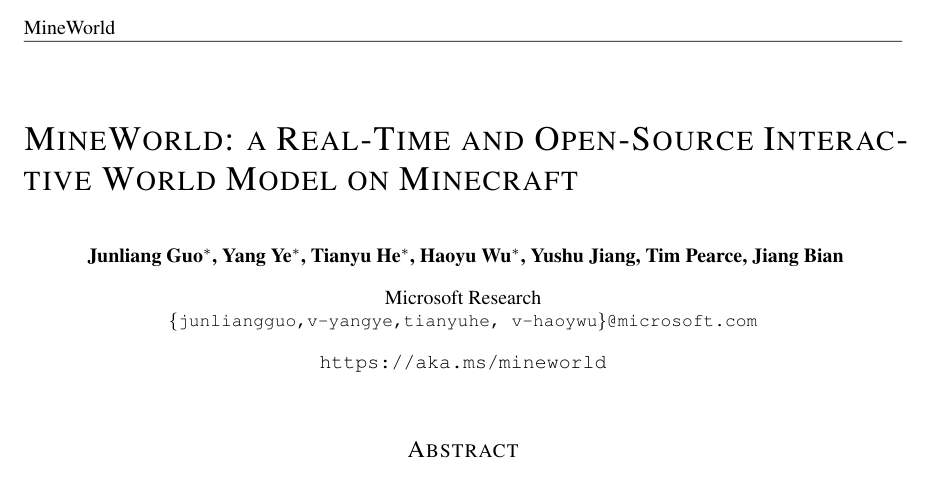 MineWorld
MINEWORLD: A REAL-TIME AND OPEN-SOURCE INTERAC-
TIVE WORLD MODEL ON MINECRAFT
Junliang Guo*, Yang Ye*, Tianyu He*, Haoyu Wu*, Yushu Jiang, Tim Pearce, Jiang Bian
Microsoft Research
{junliangguo,v-yangye,tianyuhe, v-haoywu}@microsoft.com
https://aka.ms/mineworld
ABSTRACT